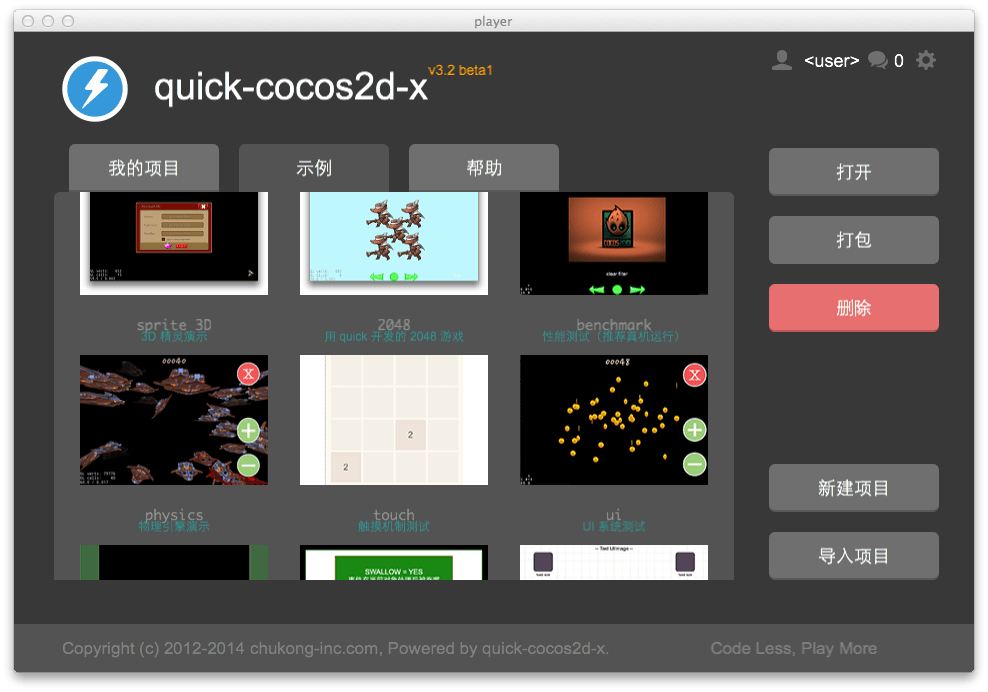 player
quick-cocos2d-x
v3.2 beta1
<user>
0
我的项目
示例
帮助
打开
打包
删除
新建项目
导入项目
clear filter
sprite 3D
3D 精灵演示
2048
用 quick 开发的 2048 游戏
benchmark
性能测试（推荐真机运行）
00040
X
2
2
00048
X
physics
物理引擎演示
touch
触摸机制测试
ui
UI 系统测试
SWALLOW = YES
-- Test UIImage --
Copyright (c) 2012-2014 chukong-inc.com, Powered by quick-cocos2d-x.
Code Less, Play More